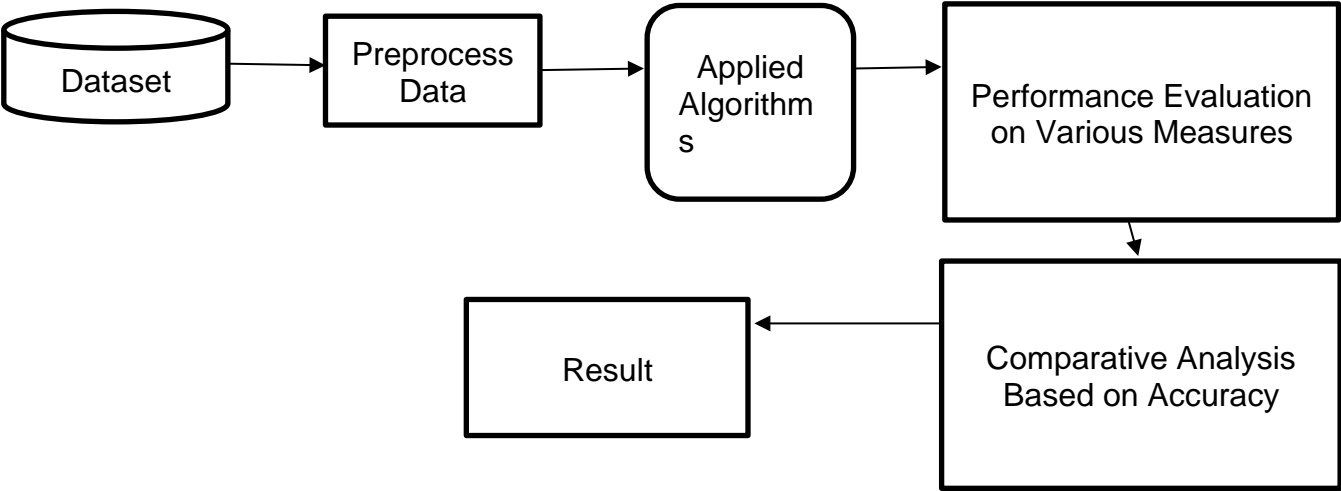 Dataset
Preprocess
Data
Applied
Algorithm
s
Performance Evaluation
on Various Measures
Comparative Analysis
Based on Accuracy
Result